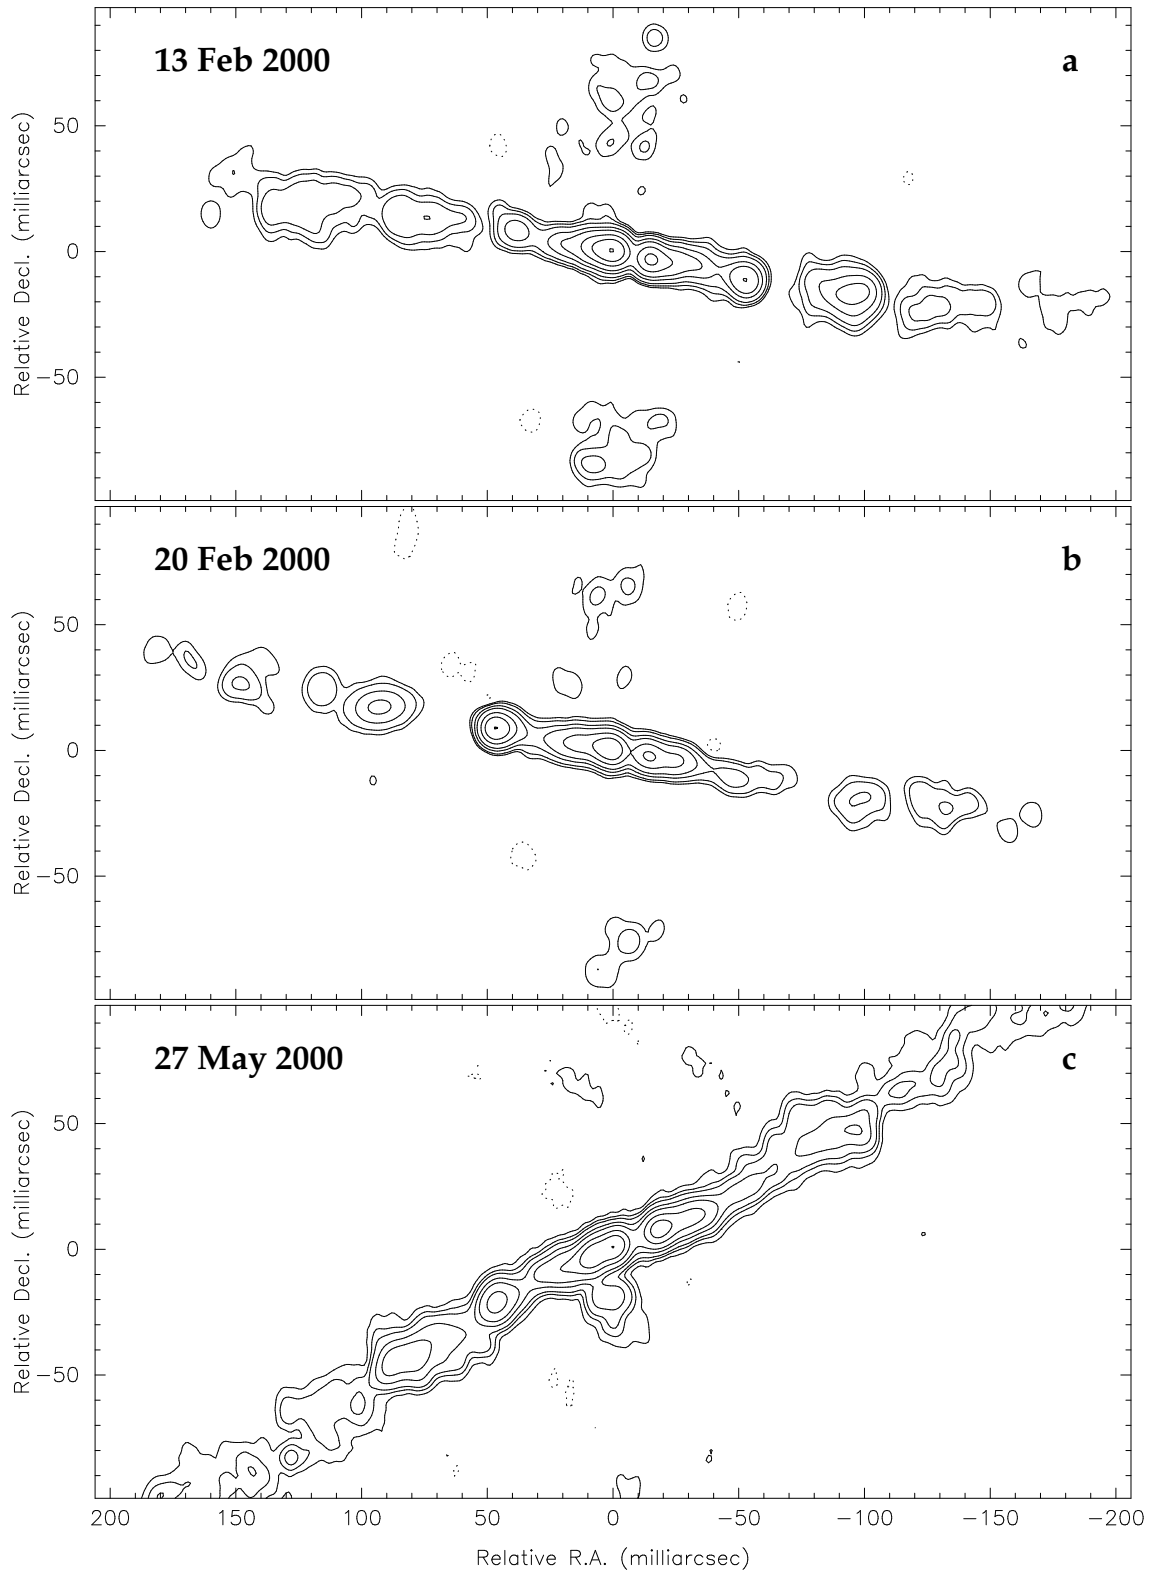 13 Feb 2000
a
50
0
−50
Relative Decl. (milliarcsec)
20 Feb 2000
b
50
0
−50
Relative Decl. (milliarcsec)
27 May 2000
c
50
0
−50
Relative Decl. (milliarcsec)
200 150 100 50 0 −50 −100 −150 −200
Relative R.A. (milliarcsec)